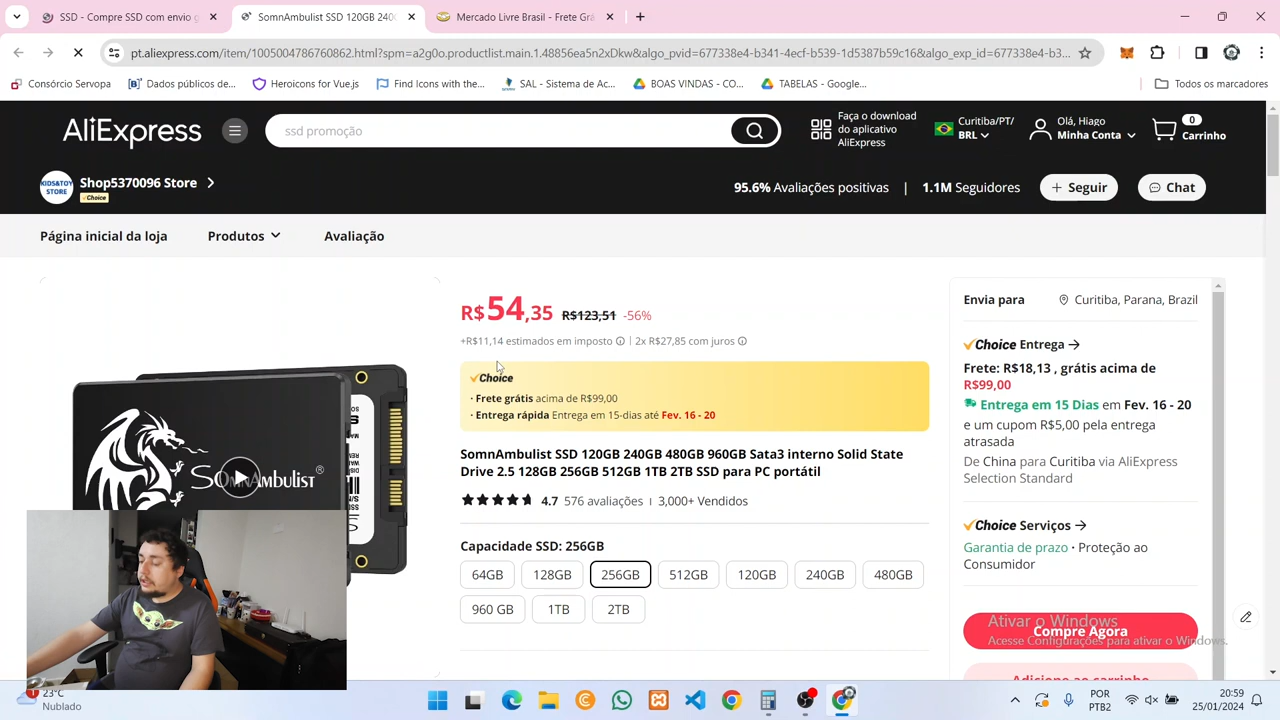 SSD - Compre SSD com envio g
SomnAmbulist SSD 120GB 240G
Mercado Livre Brasil - Frete Grá
pt.aliexpress.com/item/1005004786760862.html?spm=a2g0o.productlist.main.1.48856ea5n2xDkw&algo_pvid=677338e4-b341-4ecf-b539-1d5387b59c16&algo_exp_id=677338e4-b3...
Consórcio Servopa
Dados públicos de...
Heroicons for Vue.js
Find Icons with the...
SAL - Sistema de Ac...
BOAS VINDAS - CO...
TABELAS - Google...
Todos os marcadores
AliExpress
ssd promoção
Faça o download
do aplicativo
AliExpress
Curitiba/PT/
BRL
Olá, Hiago
Minha Conta
0
Carrinho
KIDS&TOY
STORE
Shop5370096 Store
Choice
95.6% Avaliações positivas | 1.1M Seguidores
+ Seguir
Chat
Página inicial da loja
Produtos
Avaliação
R$54,35 R$123,51 -56%
+R$11,14 estimados em imposto | 2x R$27,85 com juros
Choice
· Frete grátis acima de R$99,00
· Entrega rápida Entrega em 15-dias até Fev. 16 - 20
SomnAmbulist SSD 120GB 240GB 480GB 960GB Sata3 interno Solid State
Drive 2.5 128GB 256GB 512GB 1TB 2TB SSD para PC portátil
4.7 576 avaliações | 3,000+ Vendidos
Capacidade SSD: 256GB
64GB 128GB 256GB 512GB 120GB 240GB 480GB
960 GB 1TB 2TB
SOMNAMBULIST®
Envia para
Curitiba, Parana, Brazil
Choice Entrega
Frete: R$18,13 , grátis acima de
R$99,00
Entrega em 15 Dias em Fev. 16 - 20
e um cupom R$5,00 pela entrega
atrasada
De China para Curitiba via AliExpress
Selection Standard
Choice Serviços
Garantia de prazo · Proteção ao
Consumidor
Compre Agora
Adicione ao carrinho
Ativar o Windows
Acesse Configurações para ativar o Windows.
1
23°C
Nublado
POR
PTB2
20:59
25/01/2024